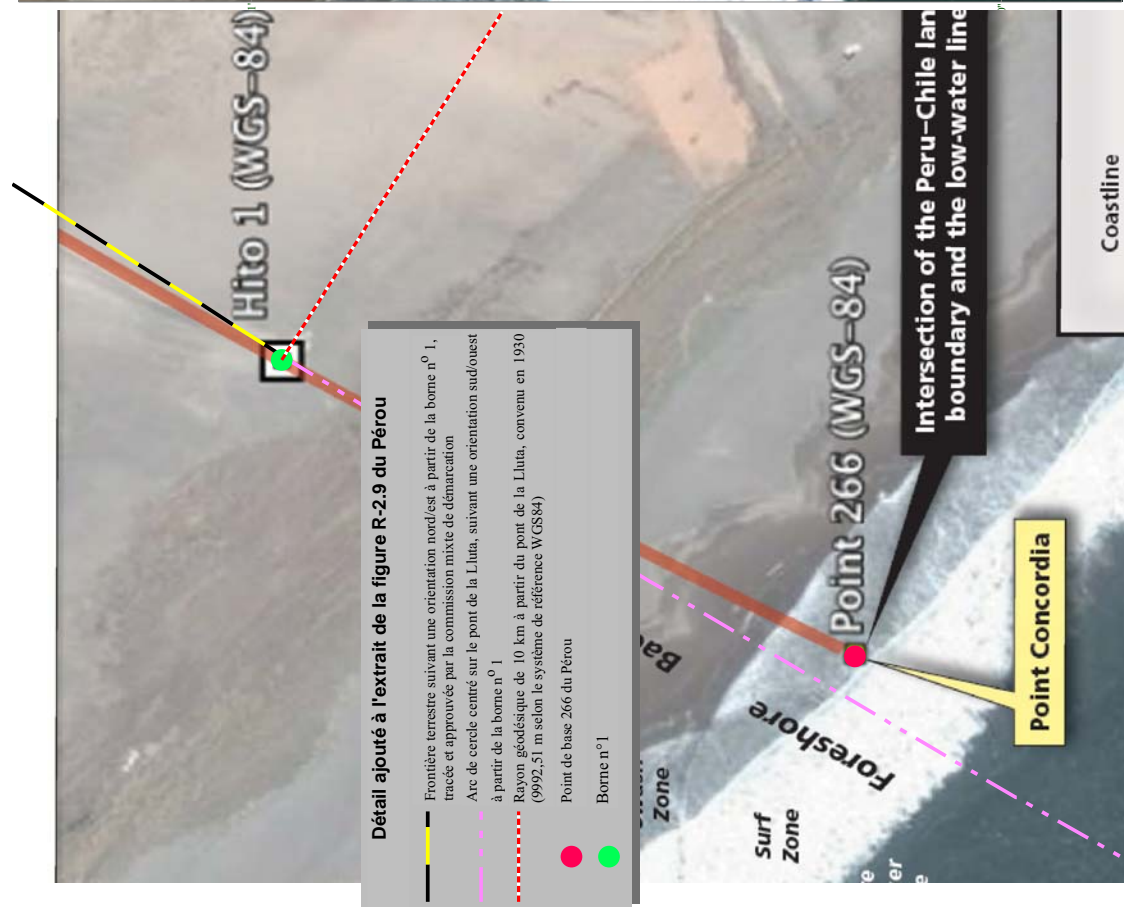 Hito 1 (WGS–84)
Point 266 (WGS–84)
Intersection of the Peru–Chile lan
boundary and the low-water line
Coastline
Point Concordia
Foreshore
Zone
Surf
Zone
Détail ajouté à l'extrait de la figure R-2.9 du Pérou
Frontière terrestre suivant une orientation nord/est à partir de la borne nº 1,
tracée et approuvée par la commission mixte de démarcation
Arc de cercle centré sur le pont de la Lluta, suivant une orientation sud/ouest
à partir de la borne nº 1
Rayon géodésique de 10 km à partir du pont de la Lluta, convenu en 1930
(9992,51 m selon le système de référence WGS84)
Point de base 266 du Pérou
Borne n°1